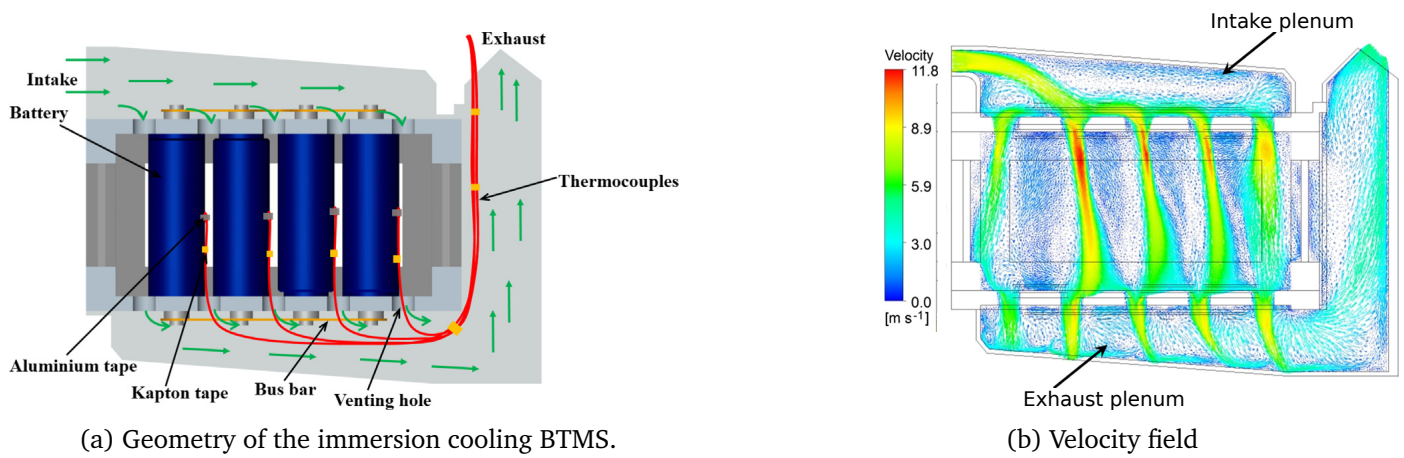 Exhaust
Intake
Battery
Thermocouples
Aluminium tape
Kapton tape
Bus bar
Venting hole
(a) Geometry of the immersion cooling BTMS.
Intake plenum
Velocity
11.8
8.9
5.9
3.0
0.0
[m s⁻¹]
Exhaust plenum
(b) Velocity field